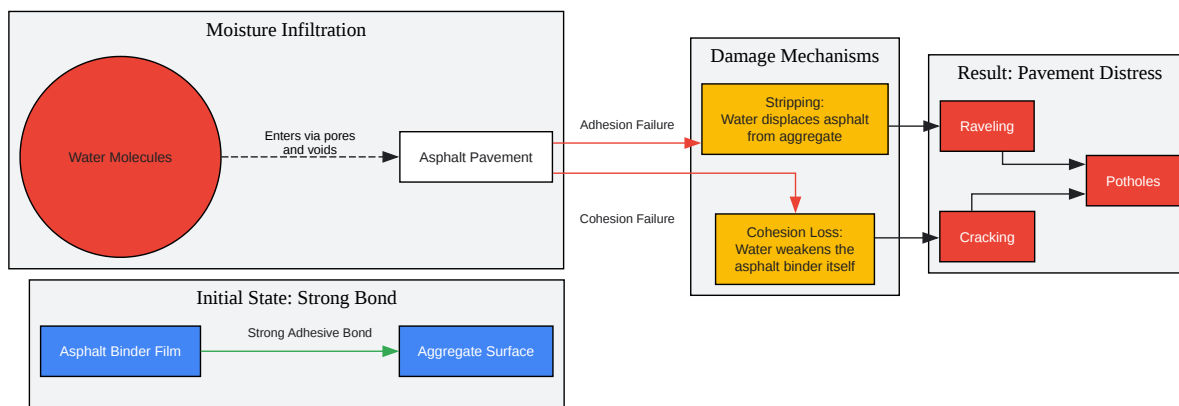 Moisture Infiltration
Water Molecules
Enters via pores
and voids
Asphalt Pavement
Adhesion Failure
Cohesion Failure
Damage Mechanisms
Stripping:
Water displaces asphalt
from aggregate
Cohesion Loss:
Water weakens the
asphalt binder itself
Result: Pavement Distress
Raveling
Cracking
Potholes
Initial State: Strong Bond
Asphalt Binder Film
Strong Adhesive Bond
Aggregate Surface